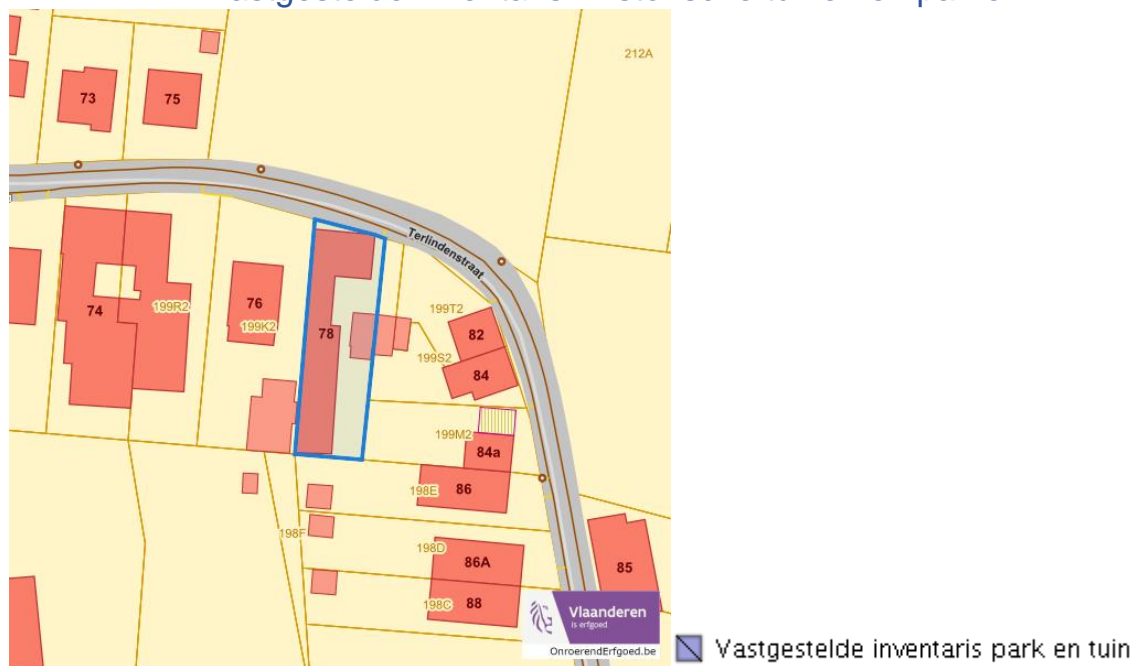 212A
73
75
Terlindenstraat
74
199R2
76
199K2
78
199T2
82
199S2
84
199M2
84a
86
198E
198F
198D
86A
85
88
198C
Vlaanderen
is erfgoed
OnroerendErfgoed.be
Vastgestelde inventaris park en tuin